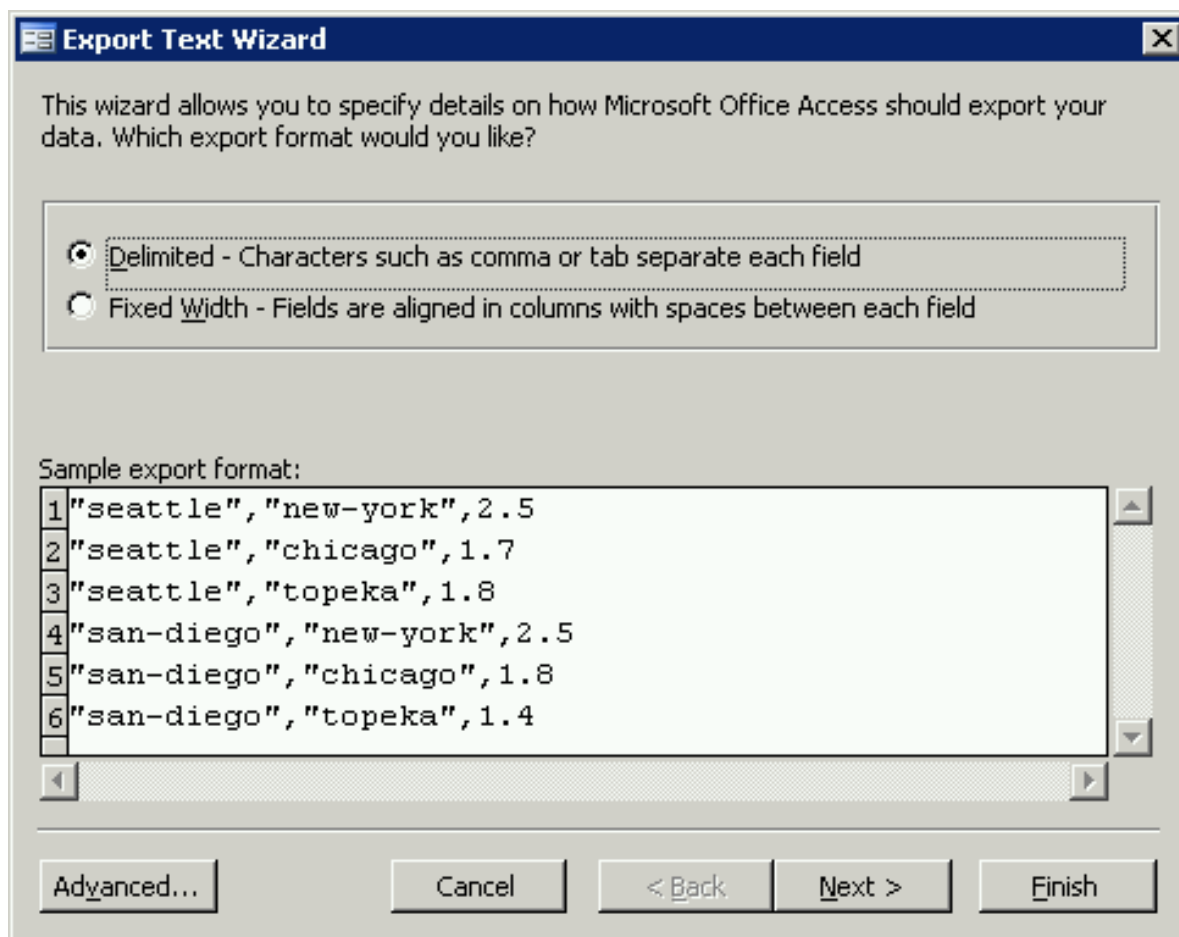 Export Text Wizard
This wizard allows you to specify details on how Microsoft Office Access should export your
data. Which export format would you like?
Delimited - Characters such as comma or tab separate each field
Fixed Width - Fields are aligned in columns with spaces between each field
Sample export format:
1 "seattle","new-york",2.5
2 "seattle","chicago",1.7
3 "seattle","topeka",1.8
4 "san-diego","new-york",2.5
5 "san-diego","chicago",1.8
6 "san-diego","topeka",1.4
Advanced... Cancel < Back Next > Finish